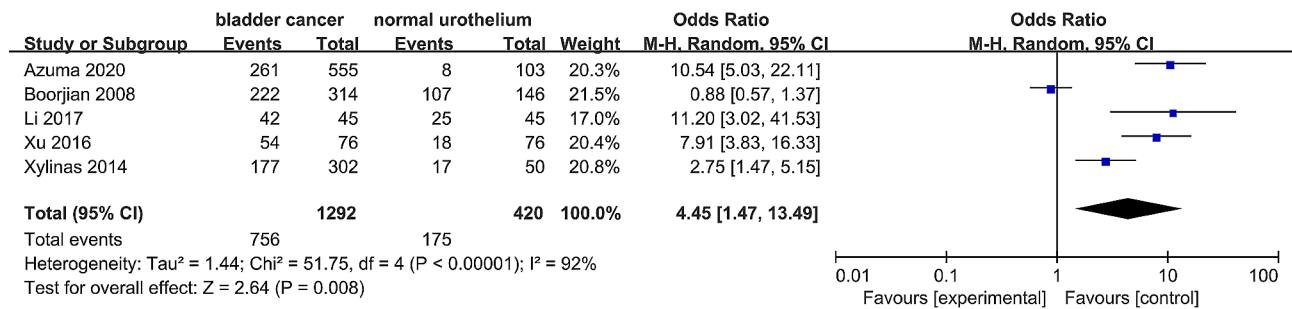 bladder cancer normal urothelium Odds Ratio Odds Ratio
Study or Subgroup Events Total Events Total Weight M-H, Random, 95% CI M-H, Random, 95% CI
Azuma 2020 261 555 8 103 20.3% 10.54 [5.03, 22.11]
Boorjian 2008 222 314 107 146 21.5% 0.88 [0.57, 1.37]
Li 2017 42 45 25 45 17.0% 11.20 [3.02, 41.53]
Xu 2016 54 76 18 76 20.4% 7.91 [3.83, 16.33]
Xylinas 2014 177 302 17 50 20.8% 2.75 [1.47, 5.15]
Total (95% CI) 1292 420 100.0% 4.45 [1.47, 13.49]
Total events 756 175
Heterogeneity: Tau² = 1.44; Chi² = 51.75, df = 4 (P < 0.00001); I² = 92%
Test for overall effect: Z = 2.64 (P = 0.008)
0.01 0.1 1 10 100
Favours [experimental] Favours [control]